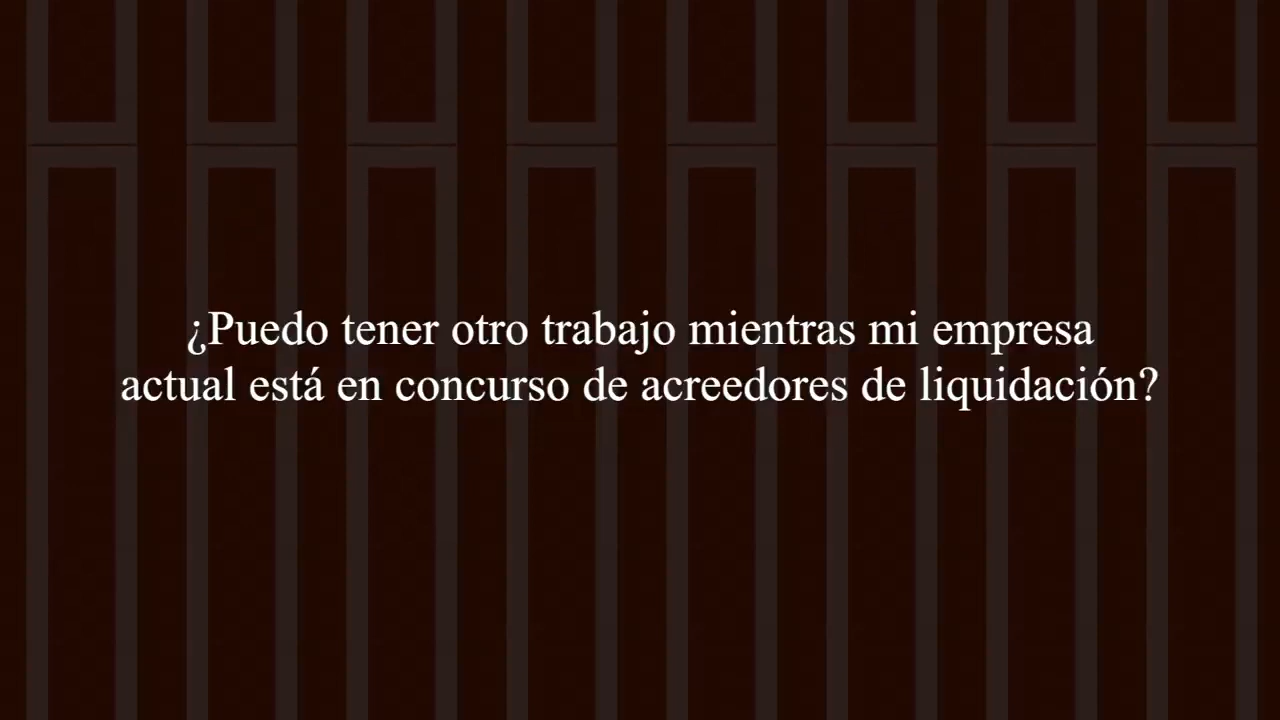 ¿Puedo tener otro trabajo mientras mi empresa
actual está en concurso de acreedores de liquidación?